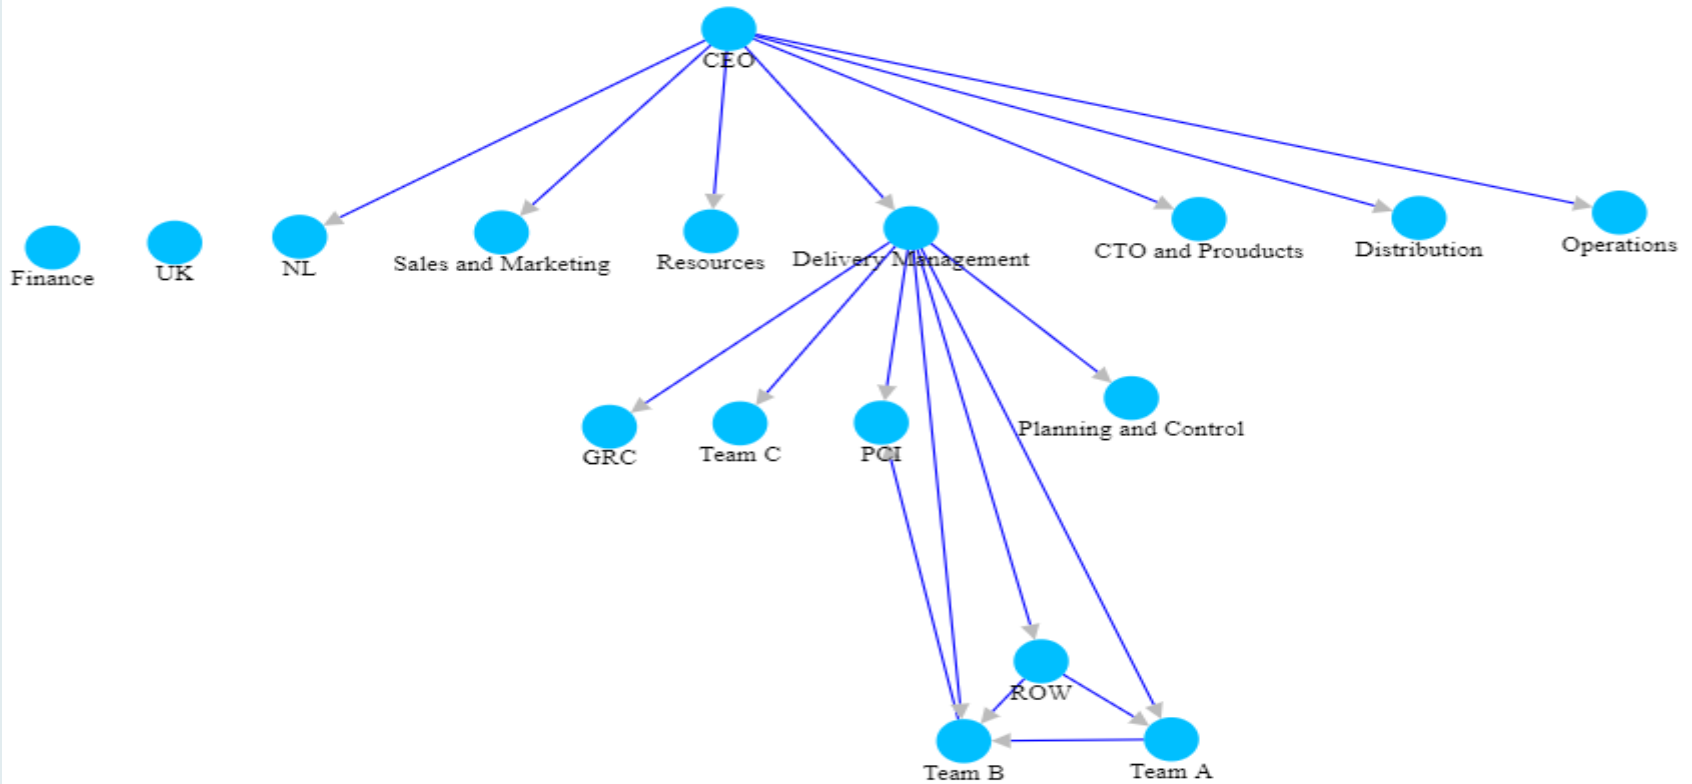 CEO
Finance
UK
NL
Sales and Marketing
Resources
Delivery Management
CTO and Prouducts
Distribution
Operations
GRC
Team C
PCI
Planning and Control
ROW
Team B
Team A